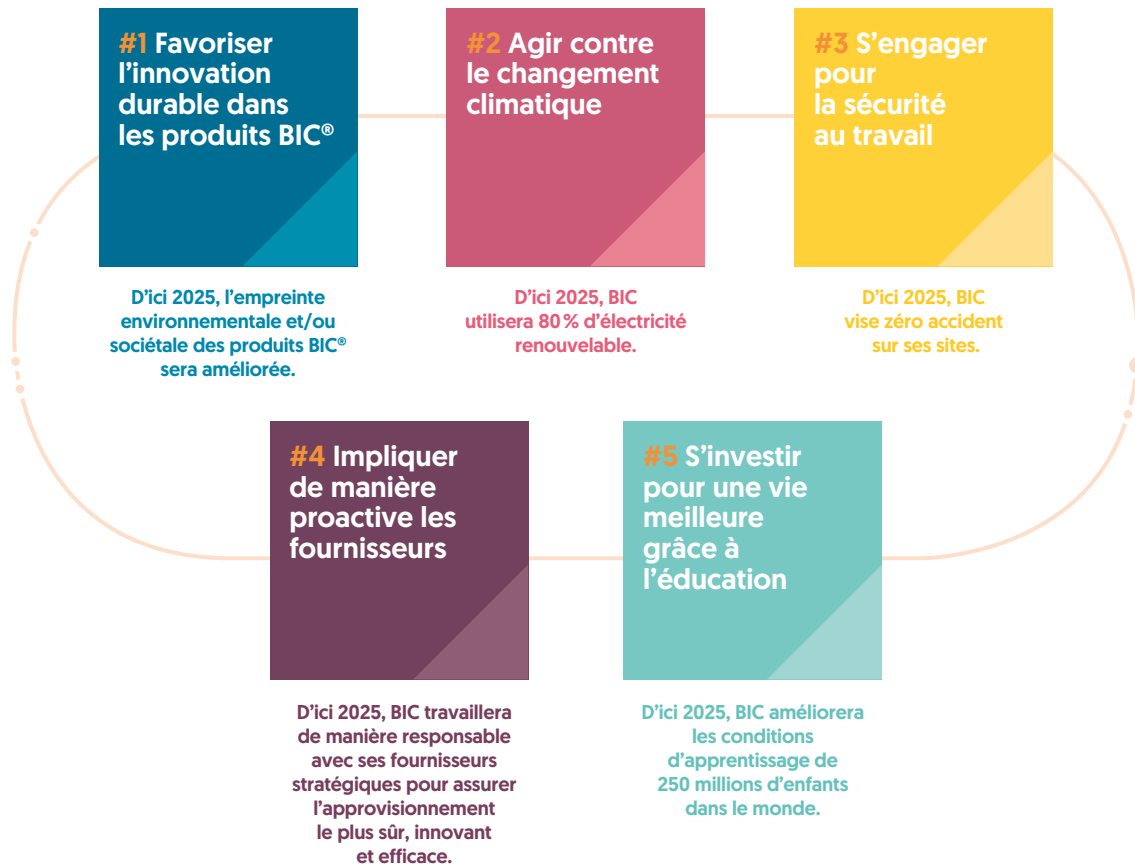 #1 Favoriser
l’innovation
durable dans
les produits BIC®
D’ici 2025, l’empreinte
environnementale et/ou
sociétale des produits BIC®
sera améliorée.
#2 Agir contre
le changement
climatique
D’ici 2025, BIC
utilisera 80 % d’électricité
renouvelable.
#3 S’engager
pour
la sécurité
au travail
D’ici 2025, BIC
vise zéro accident
sur ses sites.
#4 Impliquer
de manière
proactive les
fournisseurs
D’ici 2025, BIC travaillera
de manière responsable
avec ses fournisseurs
stratégiques pour assurer
l’approvisionnement
le plus sûr, innovant
et efficace.
#5 S’investir
pour une vie
meilleure
grâce à
l’éducation
D’ici 2025, BIC améliorera
les conditions
d’apprentissage de
250 millions d’enfants
dans le monde.